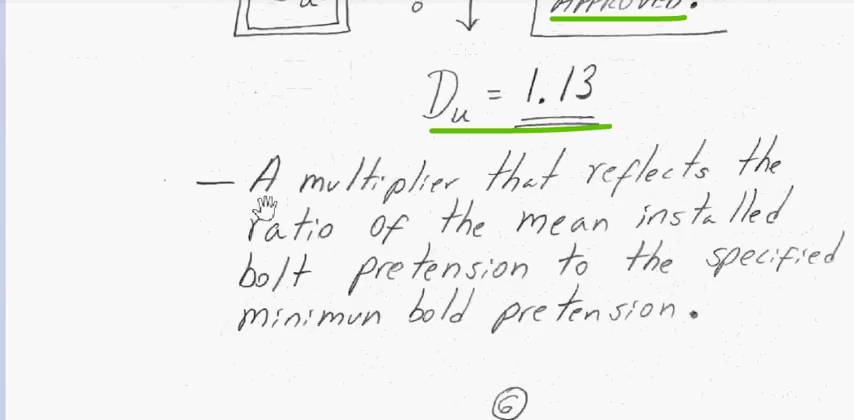 u
o
APPROVED.
Du = 1.13
— A multiplier that reflects the
ratio of the mean installed
bolt pretension to the specified
minimun bold pretension.
6